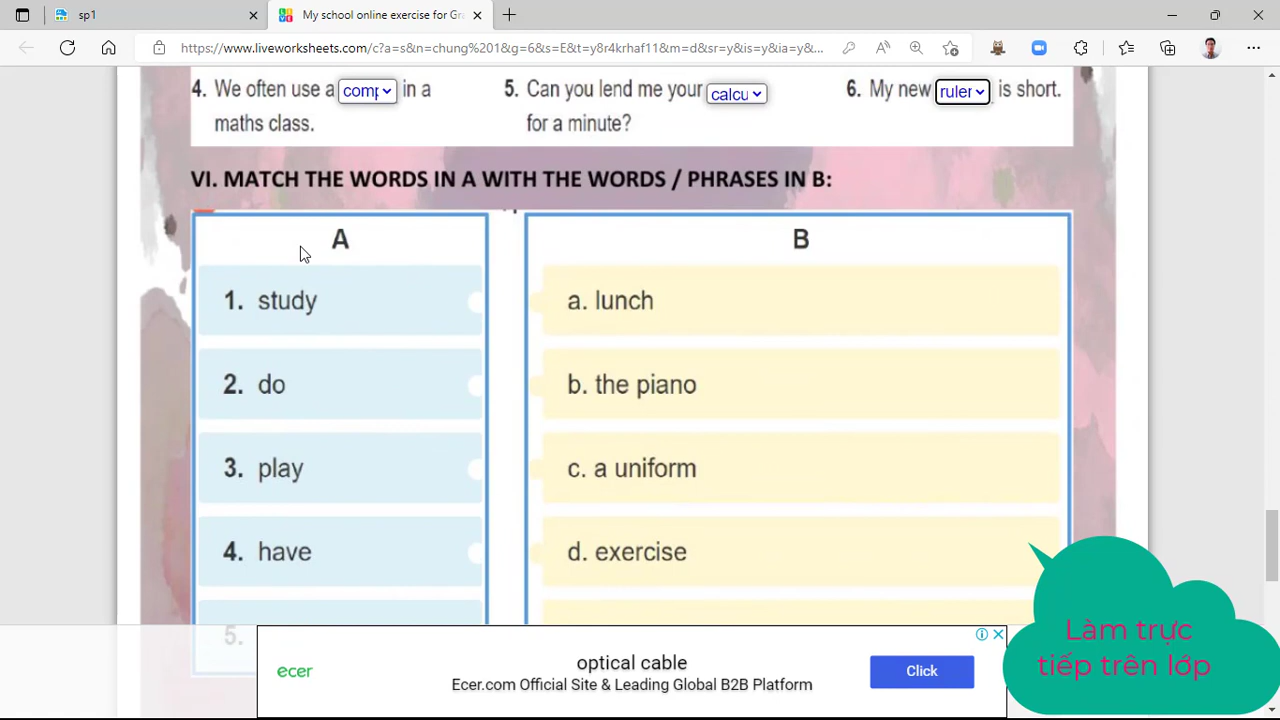 sp1
My school online exercise for Gra
https://www.liveworksheets.com/c?a=s&n=chung%201&g=6&s=E&t=y8r4krhaf11&m=d&sr=y&is=y&ia=y&...
4. We often use a comp in a
maths class.
5. Can you lend me your calcu
for a minute?
6. My new ruler is short.
VI. MATCH THE WORDS IN A WITH THE WORDS / PHRASES IN B:
A
B
1. study
a. lunch
2. do
b. the piano
3. play
c. a uniform
4. have
d. exercise
5.
ecer
optical cable
Ecer.com Official Site & Leading Global B2B Platform
Click
Làm trực
tiếp trên lớp